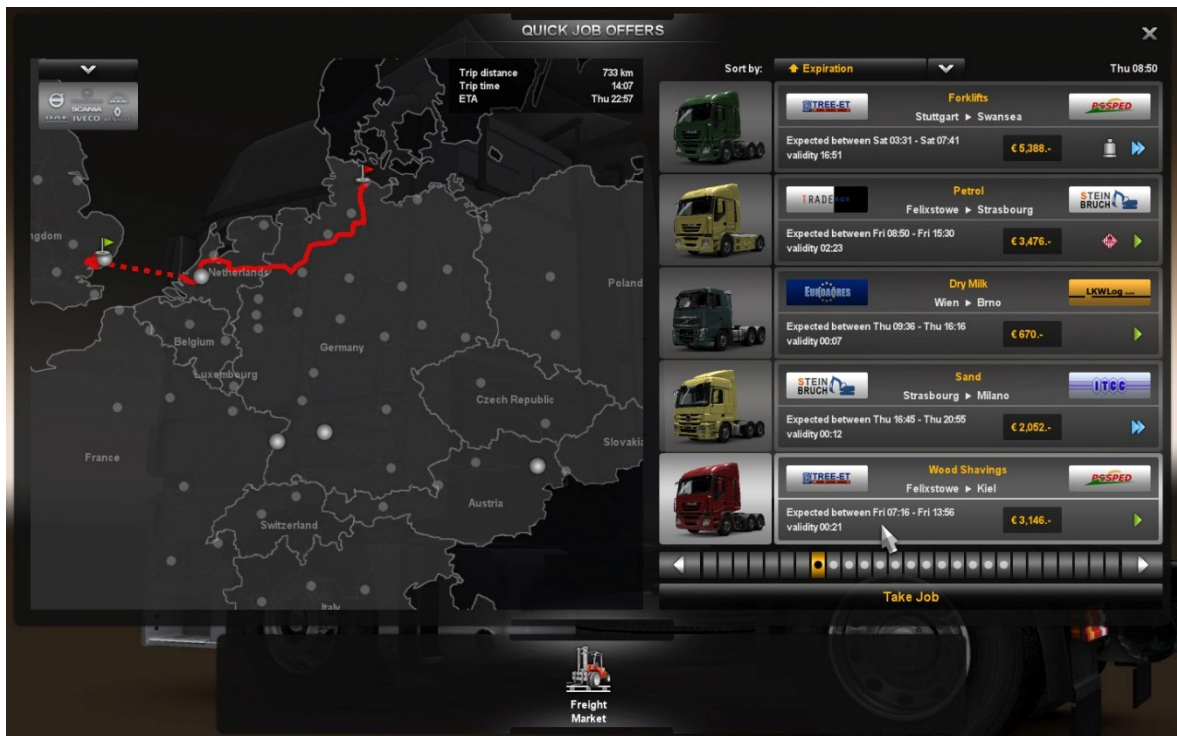 QUICK JOB OFFERS
Trip distance 733 km
Trip time 14:07
ETA Thu 22:57
Sort by: Expiration Thu 08:50
SCANIA
IVECO
Netherlands
Belgium
Luxembourg
Germany
Poland
Czech Republic
Slovaki
France
Austria
Switzerland
Italy
ngdom
Forklifts
TREE-ET Stuttgart Swansea POSPED
Expected between Sat 03:31 - Sat 07:41
validity 16:51
€ 5,388.-
Petrol
TRADEAUX Felixstowe Strasbourg STEIN BRUCH
Expected between Fri 08:50 - Fri 15:30
validity 02:23
€ 3,476.-
Dry Milk
EUROACRES Wien Brno LKWLog
Expected between Thu 09:36 - Thu 16:16
validity 00:07
€ 670.-
Sand
STEIN BRUCH Strasbourg Milano ITCC
Expected between Thu 16:45 - Thu 20:55
validity 00:12
€ 2,052.-
Wood Shavings
TREE-ET Felixstowe Kiel POSPED
Expected between Fri 07:16 - Fri 13:56
validity 00:21
€ 3,146.-
Take Job
Freight
Market